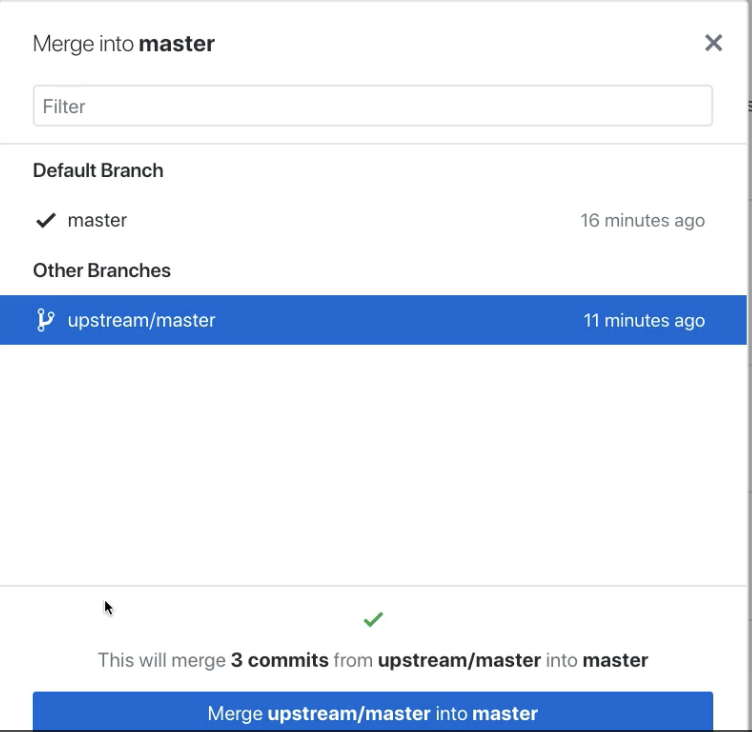 Merge into master
Filter
Default Branch
master 16 minutes ago
Other Branches
upstream/master 11 minutes ago
This will merge 3 commits from upstream/master into master
Merge upstream/master into master